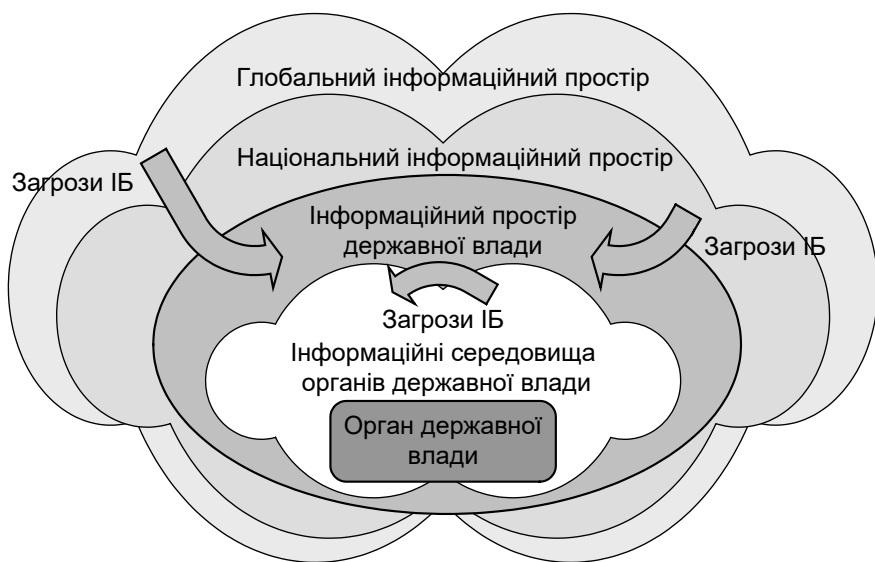 Глобальний інформаційний простір
Національний інформаційний простір
Загрози ІБ
Інформаційний простір
державної влади
Загрози ІБ
Загрози ІБ
Інформаційні середовища
органів державної влади
Орган державної
влади